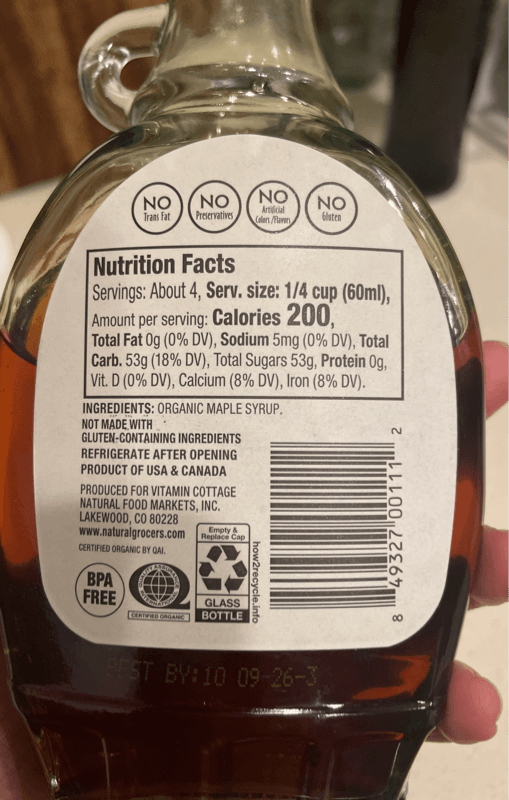 NO
Trans Fat
NO
Preservatives
NO
Artificial
Colors/Flavors
NO
Gluten
Nutrition Facts
Servings: About 4, Serv. size: 1/4 cup (60ml),
Amount per serving: Calories 200,
Total Fat 0g (0% DV), Sodium 5mg (0% DV), Total
Carb. 53g (18% DV), Total Sugars 53g, Protein 0g,
Vit. D (0% DV), Calcium (8% DV), Iron (8% DV).
INGREDIENTS: ORGANIC MAPLE SYRUP.
NOT MADE WITH
GLUTEN-CONTAINING INGREDIENTS
REFRIGERATE AFTER OPENING
PRODUCT OF USA & CANADA
PRODUCED FOR VITAMIN COTTAGE
NATURAL FOOD MARKETS, INC.
LAKEWOOD, CO 80228
www.naturalgrocers.com
CERTIFIED ORGANIC BY QAI.
BPA
FREE
QUALITY ASSURANCE
INTERNATIONAL
CERTIFIED ORGANIC
Empty &
Replace Cap
GLASS
BOTTLE
how2recycle.info
8 49327 00111 2
BEST BY:10 09-26-3